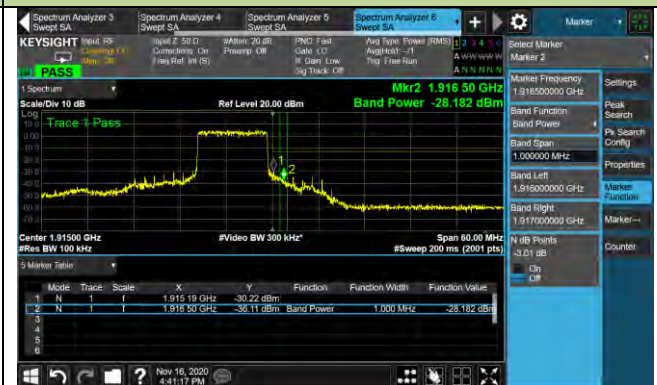 Spectrum Analyzer 3 Spectrum Analyzer 4 Spectrum Analyzer 5 Spectrum Analyzer 6 Marker
Swept SA Swept SA Swept SA Swept SA
KEYSIGHT Input: RF Input Z: 50 Ω #Atten: 20 dB PNO: Fast Avg Type: Power (RMS) 1 2 3 4 5 6 Select Marker
Corrections: On Preamp: Off Gate: LO A W W W W W Marker 2
Freq Ref: Int (S) IF Gain: Low Trig: Free Run
PASS Sig Track: Off A N N N N N
1 Spectrum Mkr2 1.916 50 GHz Marker Frequency Settings
Scale/Div 10 dB Ref Level 20.00 dBm Band Power -28.182 dBm 1.916500000 GHz
Log Peak Search
Trace 1 Pass Band Function
Band Power Pk Search Config
Band Span
1.000000 MHz Properties
1 2
Band Left
1.916000000 GHz Marker Function
Band Right
1.917000000 GHz Marker→
Center 1.91500 GHz #Video BW 300 kHz* Span 60.00 MHz N dB Points
#Res BW 100 kHz #Sweep 200 ms (2001 pts) -3.01 dB Counter
5 Marker Table On
Off
Mode Trace Scale X Y Function Function Width Function Value
1 N 1 f 1.915 19 GHz -30.22 dBm
2 N 1 f 1.916 50 GHz -36.11 dBm Band Power 1.000 MHz -28.182 dBm
3
4
5
6
? Nov 16, 2020
4:41:17 PM